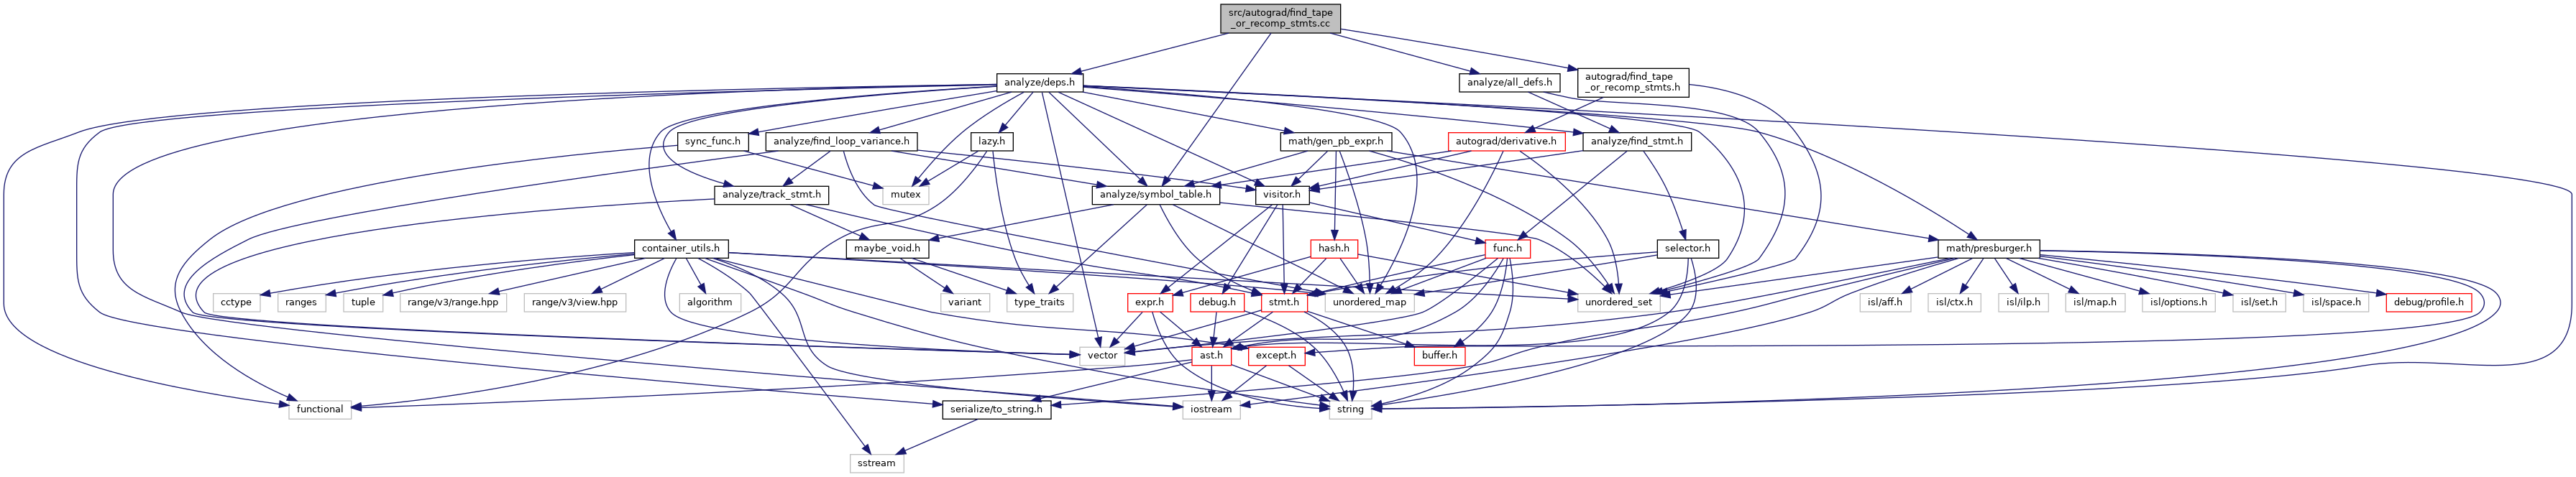 src/autograd/find_tape
_or_recomp_stmts.cc
analyze/deps.h
analyze/all_defs.h
autograd/find_tape
_or_recomp_stmts.h
sync_func.h
analyze/find_loop_variance.h
lazy.h
math/gen_pb_expr.h
autograd/derivative.h
analyze/find_stmt.h
analyze/track_stmt.h
mutex
analyze/symbol_table.h
visitor.h
container_utils.h
maybe_void.h
hash.h
func.h
selector.h
math/presburger.h
cctype
ranges
tuple
range/v3/range.hpp
range/v3/view.hpp
algorithm
variant
type_traits
expr.h
debug.h
stmt.h
unordered_map
unordered_set
isl/aff.h
isl/ctx.h
isl/ilp.h
isl/map.h
isl/options.h
isl/set.h
isl/space.h
debug/profile.h
vector
ast.h
except.h
buffer.h
functional
serialize/to_string.h
iostream
string
sstream